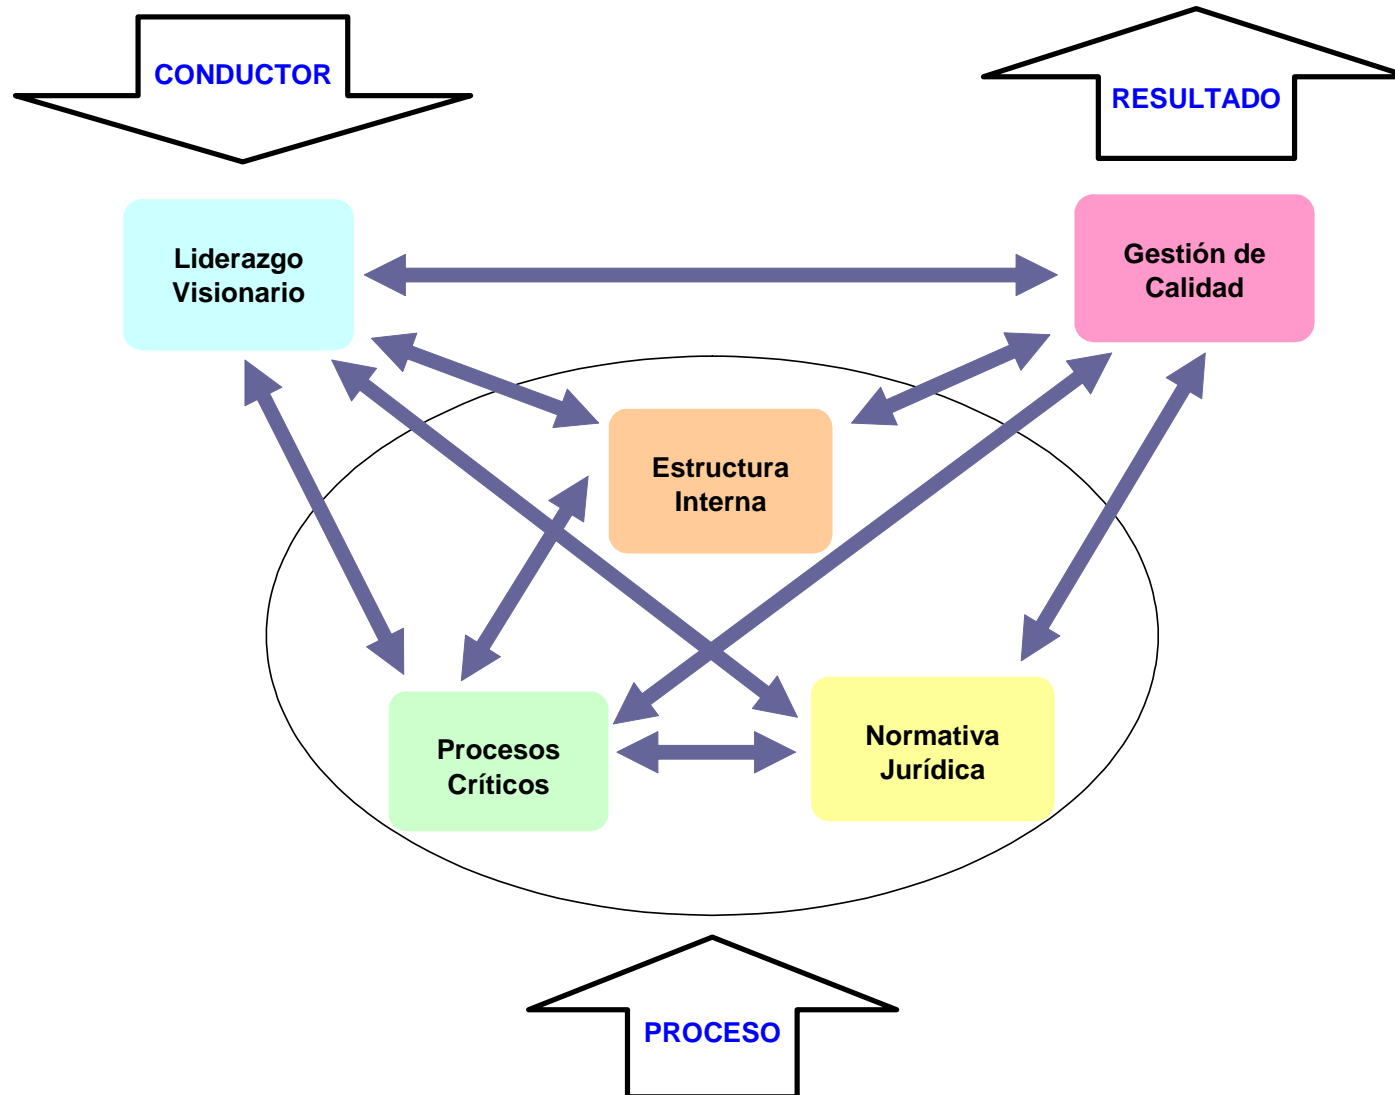 CONDUCTOR
RESULTADO
Liderazgo
Visionario
Gestión de
Calidad
Estructura
Interna
Procesos
Críticos
Normativa
Jurídica
PROCESO